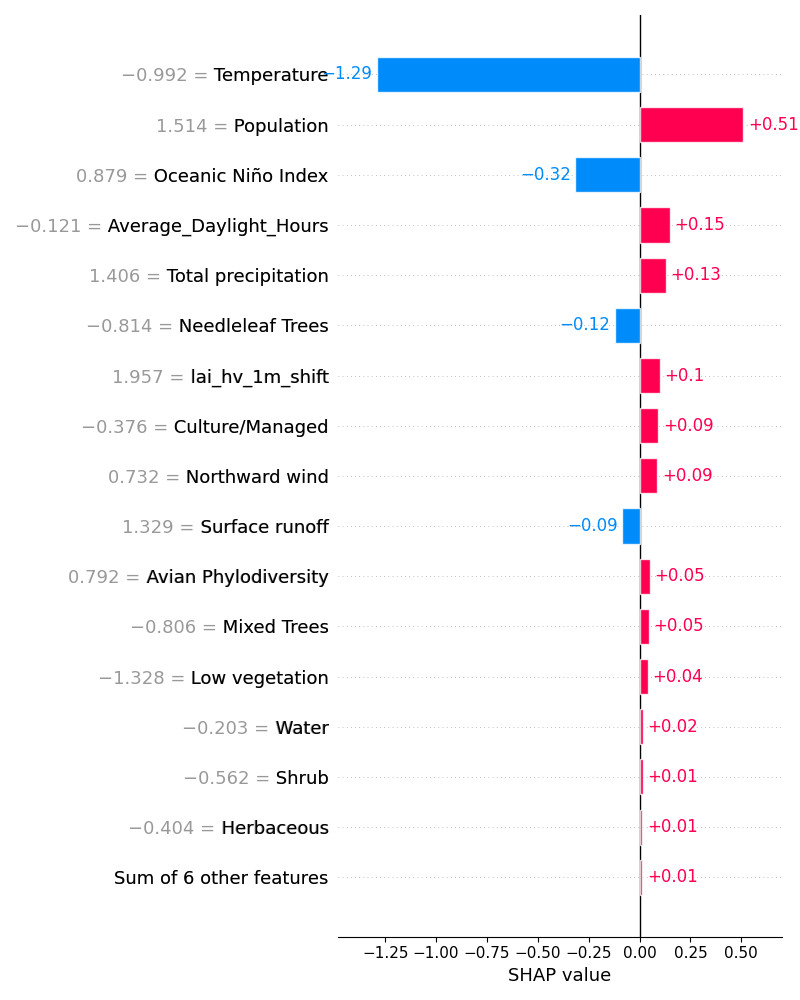 −0.992 = Temperature −1.29
1.514 = Population +0.51
0.879 = Oceanic Niño Index −0.32
−0.121 = Average_Daylight_Hours +0.15
1.406 = Total precipitation +0.13
−0.814 = Needleleaf Trees −0.12
1.957 = lai_hv_1m_shift +0.1
−0.376 = Culture/Managed +0.09
0.732 = Northward wind +0.09
1.329 = Surface runoff −0.09
0.792 = Avian Phylodiversity +0.05
−0.806 = Mixed Trees +0.05
−1.328 = Low vegetation +0.04
−0.203 = Water +0.02
−0.562 = Shrub +0.01
−0.404 = Herbaceous +0.01
Sum of 6 other features +0.01
−1.25 −1.00 −0.75 −0.50 −0.25 0.00 0.25 0.50
SHAP value